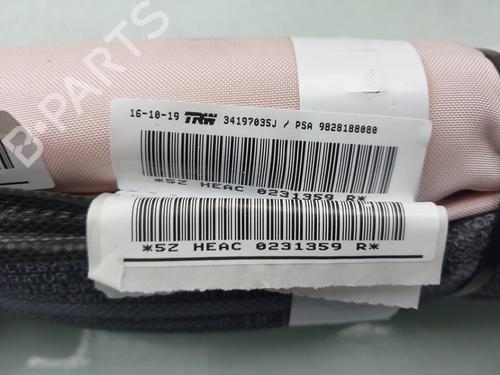 B-PARTS
16-10-19 TRW 34197035J / PSA 9828188080
*5Z HEAC 0231359 R*
*5Z HEAC 0231359 R*